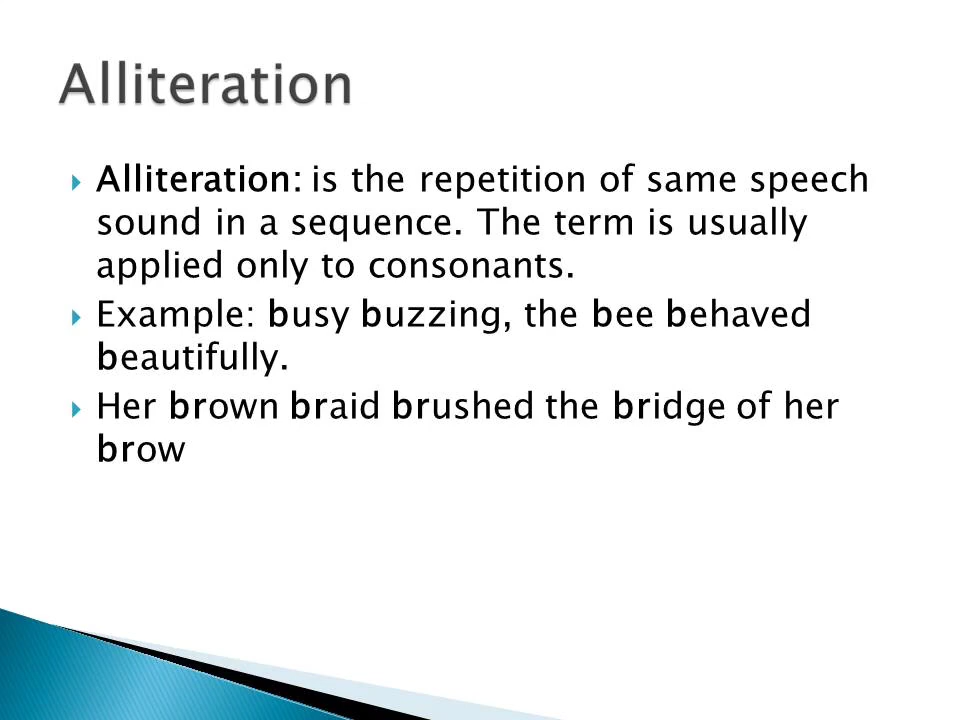 Alliteration
Alliteration: is the repetition of same speech
sound in a sequence. The term is usually
applied only to consonants.
Example: busy buzzing, the bee behaved
beautifully.
Her brown braid brushed the bridge of her
brow